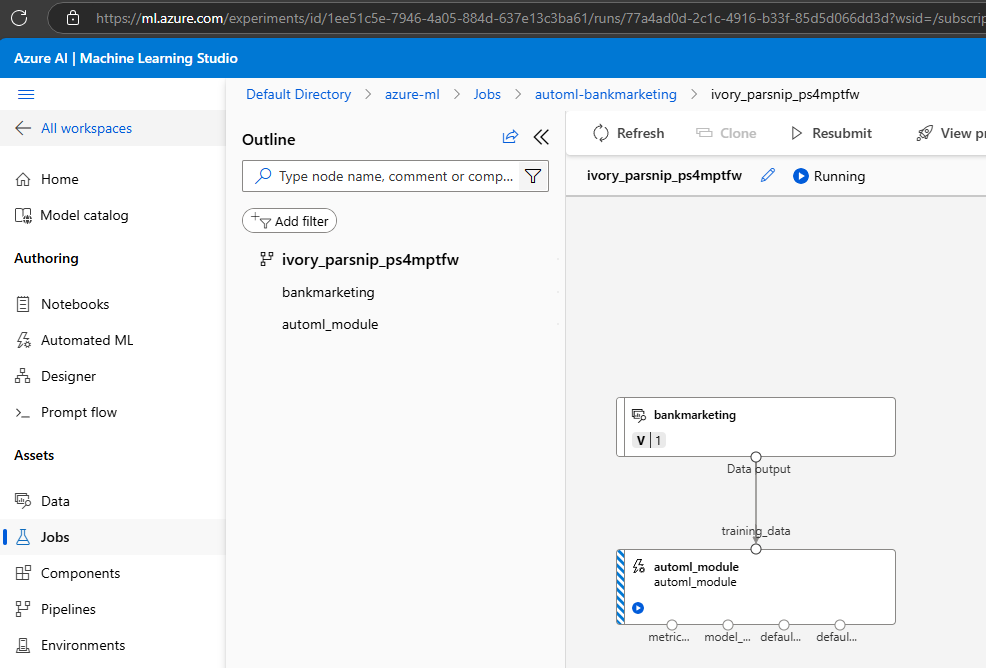 https://ml.azure.com/experiments/id/1ee51c5e-7946-4a05-884d-637e13c3ba61/runs/77a4ad0d-2c1c-4916-b33f-85d5d066dd3d?wsid=/subscrip
Azure AI | Machine Learning Studio
All workspaces
Home
Model catalog
Authoring
Notebooks
Automated ML
Designer
Prompt flow
Assets
Data
Jobs
Components
Pipelines
Environments
Default Directory > azure-ml > Jobs > automl-bankmarketing > ivory_parsnip_ps4mptfw
Outline
Type node name, comment or comp...
Add filter
ivory_parsnip_ps4mptfw
bankmarketing
automl_module
Refresh
Clone
Resubmit
View pr
ivory_parsnip_ps4mptfw
Running
bankmarketing
V 1
Data output
training_data
automl_module
automl_module
metric...
model_...
defaul...
defaul...